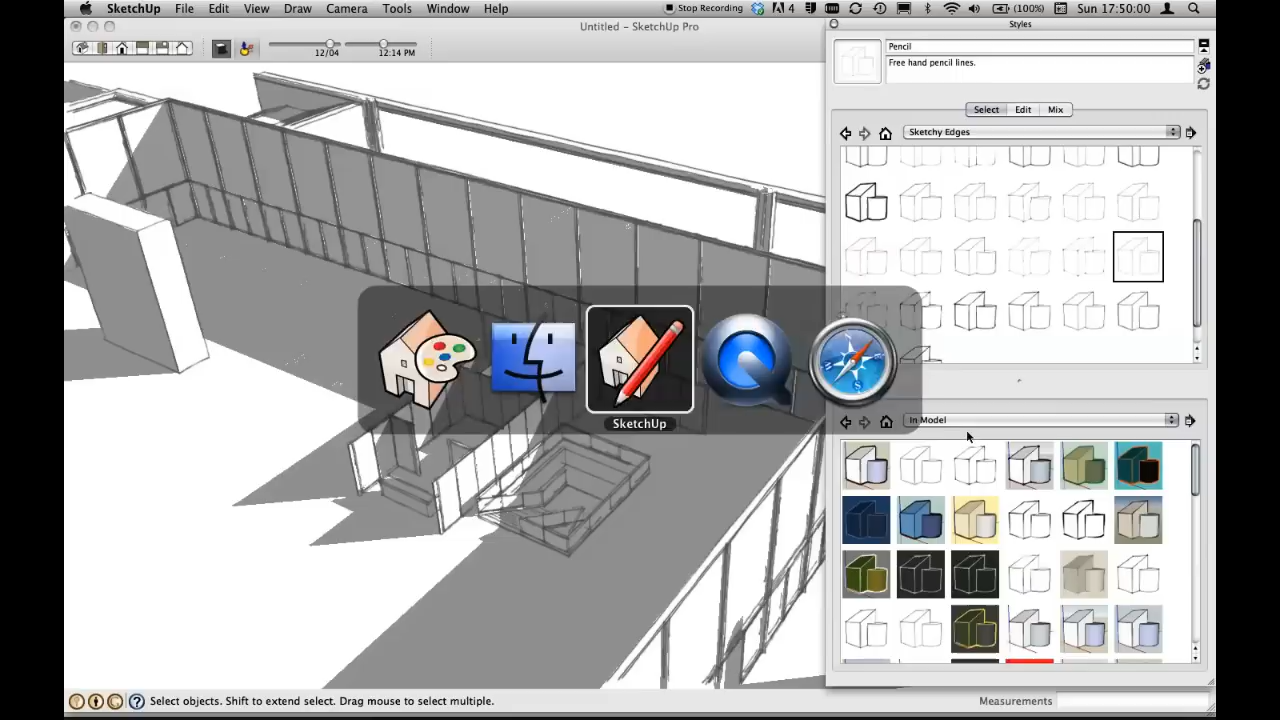 SketchUp File Edit View Draw Camera Tools Window Help Stop Recording 4 (100%) Sun 17:50:00
Untitled - SketchUp Pro
Styles
12/04 12:14 PM
Pencil
Free hand pencil lines.
Select Edit Mix
Sketchy Edges
SketchUp
In Model
Select objects. Shift to extend select. Drag mouse to select multiple.
Measurements